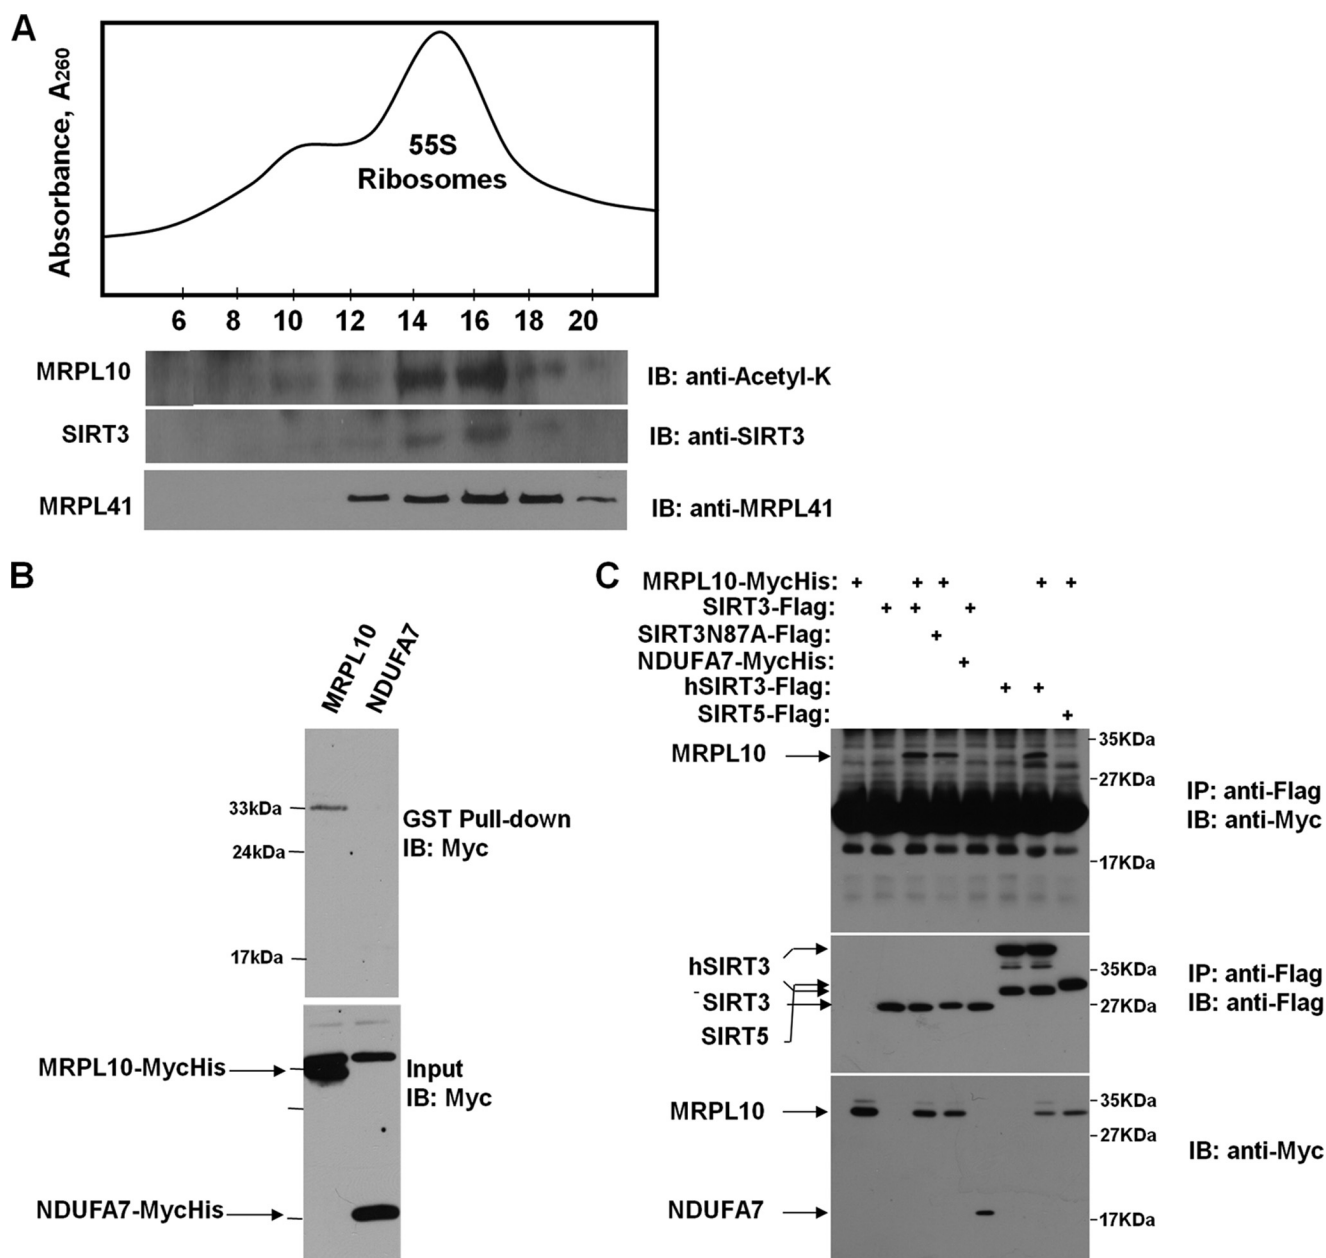 A
Absorbance, A260
55S
Ribosomes
6 8 10 12 14 16 18 20
MRPL10 IB: anti-Acetyl-K
SIRT3 IB: anti-SIRT3
MRPL41 IB: anti-MRPL41
B
MRPL10 NDUFA7
33kDa
24kDa
17kDa
GST Pull-down
IB: Myc
MRPL10-MycHis
Input
IB: Myc
NDUFA7-MycHis
C
MRPL10-MycHis: + + + + +
SIRT3-Flag: + + +
SIRT3N87A-Flag: +
NDUFA7-MycHis: +
hSIRT3-Flag: + +
SIRT5-Flag: +
MRPL10
35KDa
27KDa
17KDa
IP: anti-Flag
IB: anti-Myc
hSIRT3
SIRT3
SIRT5
35KDa
27KDa
IP: anti-Flag
IB: anti-Flag
MRPL10
NDUFA7
35KDa
27KDa
17KDa
IB: anti-Myc